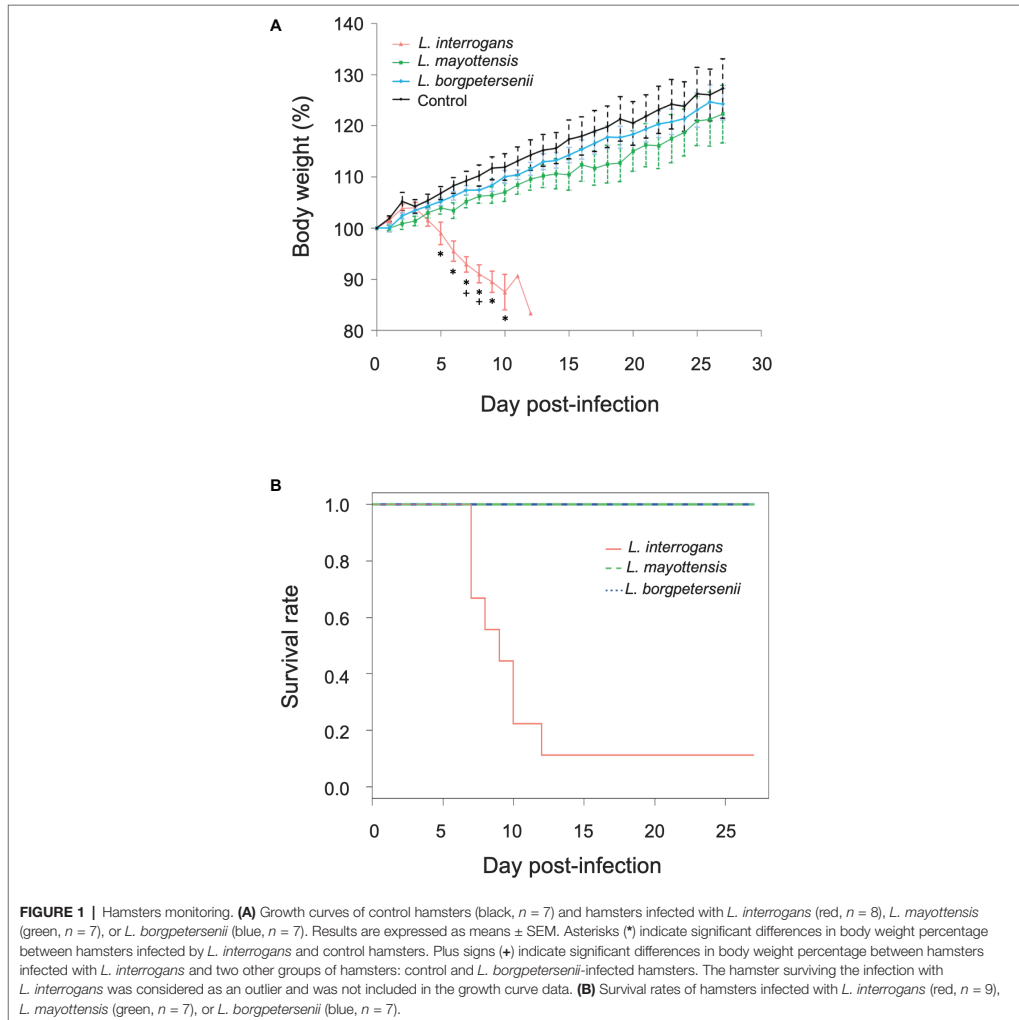 A
140
130
120
110
100
90
80
Body weight (%)
L. interrogans
L. mayottensis
L. borgpetersenii
Control
*
*
*
+
*
+
*
*
0 5 10 15 20 25 30
Day post-infection
B
1.0
0.8
0.6
0.4
0.2
0.0
Survival rate
L. interrogans
L. mayottensis
L. borgpetersenii
0 5 10 15 20 25
Day post-infection
FIGURE 1 | Hamsters monitoring. (A) Growth curves of control hamsters (black, n = 7) and hamsters infected with L. interrogans (red, n = 8), L. mayottensis
(green, n = 7), or L. borgpetersenii (blue, n = 7). Results are expressed as means ± SEM. Asterisks (*) indicate significant differences in body weight percentage
between hamsters infected by L. interrogans and control hamsters. Plus signs (+) indicate significant differences in body weight percentage between hamsters
infected with L. interrogans and two other groups of hamsters: control and L. borgpetersenii-infected hamsters. The hamster surviving the infection with
L. interrogans was considered as an outlier and was not included in the growth curve data. (B) Survival rates of hamsters infected with L. interrogans (red, n = 9),
L. mayottensis (green, n = 7), or L. borgpetersenii (blue, n = 7).